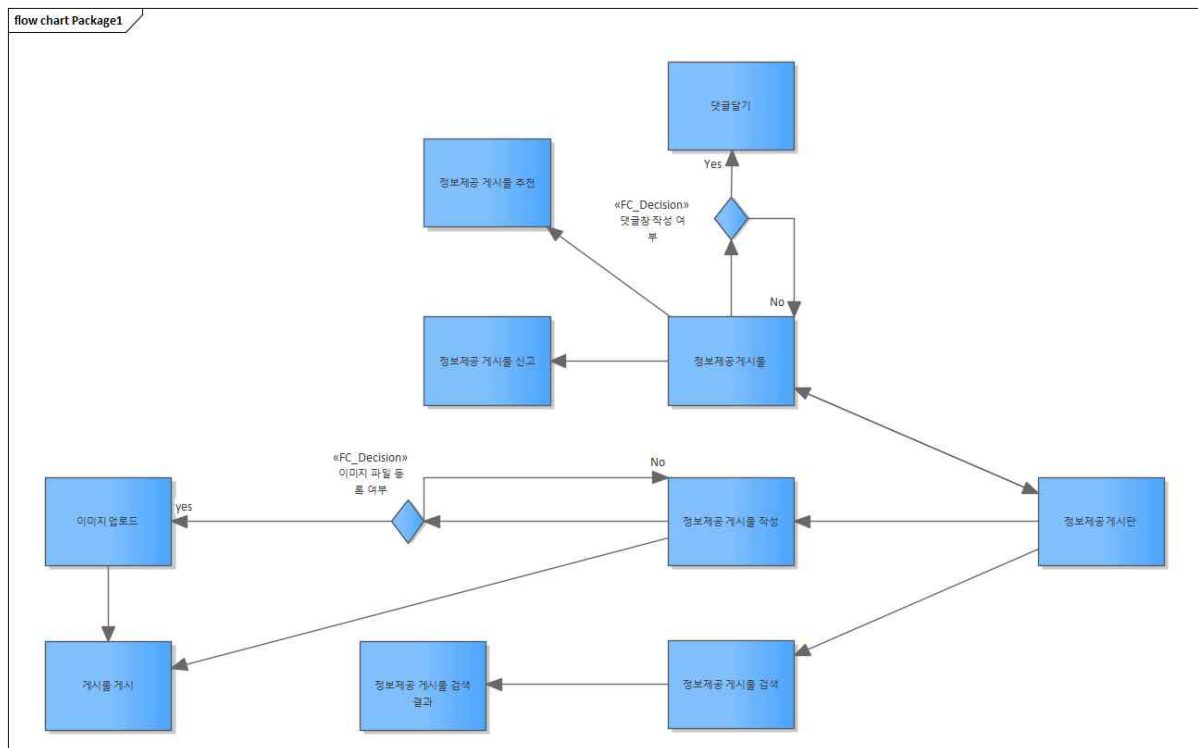 flow chart Package1
댓글달기
Yes
정보제공 게시물 추천
«FC_Decision»
댓글창 작성 여
부
No
정보제공 게시물 신고
정보제공 게시물
«FC_Decision»
이미지 파일 등
록 여부
No
yes
이미지 업로드
정보제공 게시물 작성
정보제공 게시판
게시물 게시
정보제공 게시물 검색
결과
정보제공 게시물 검색